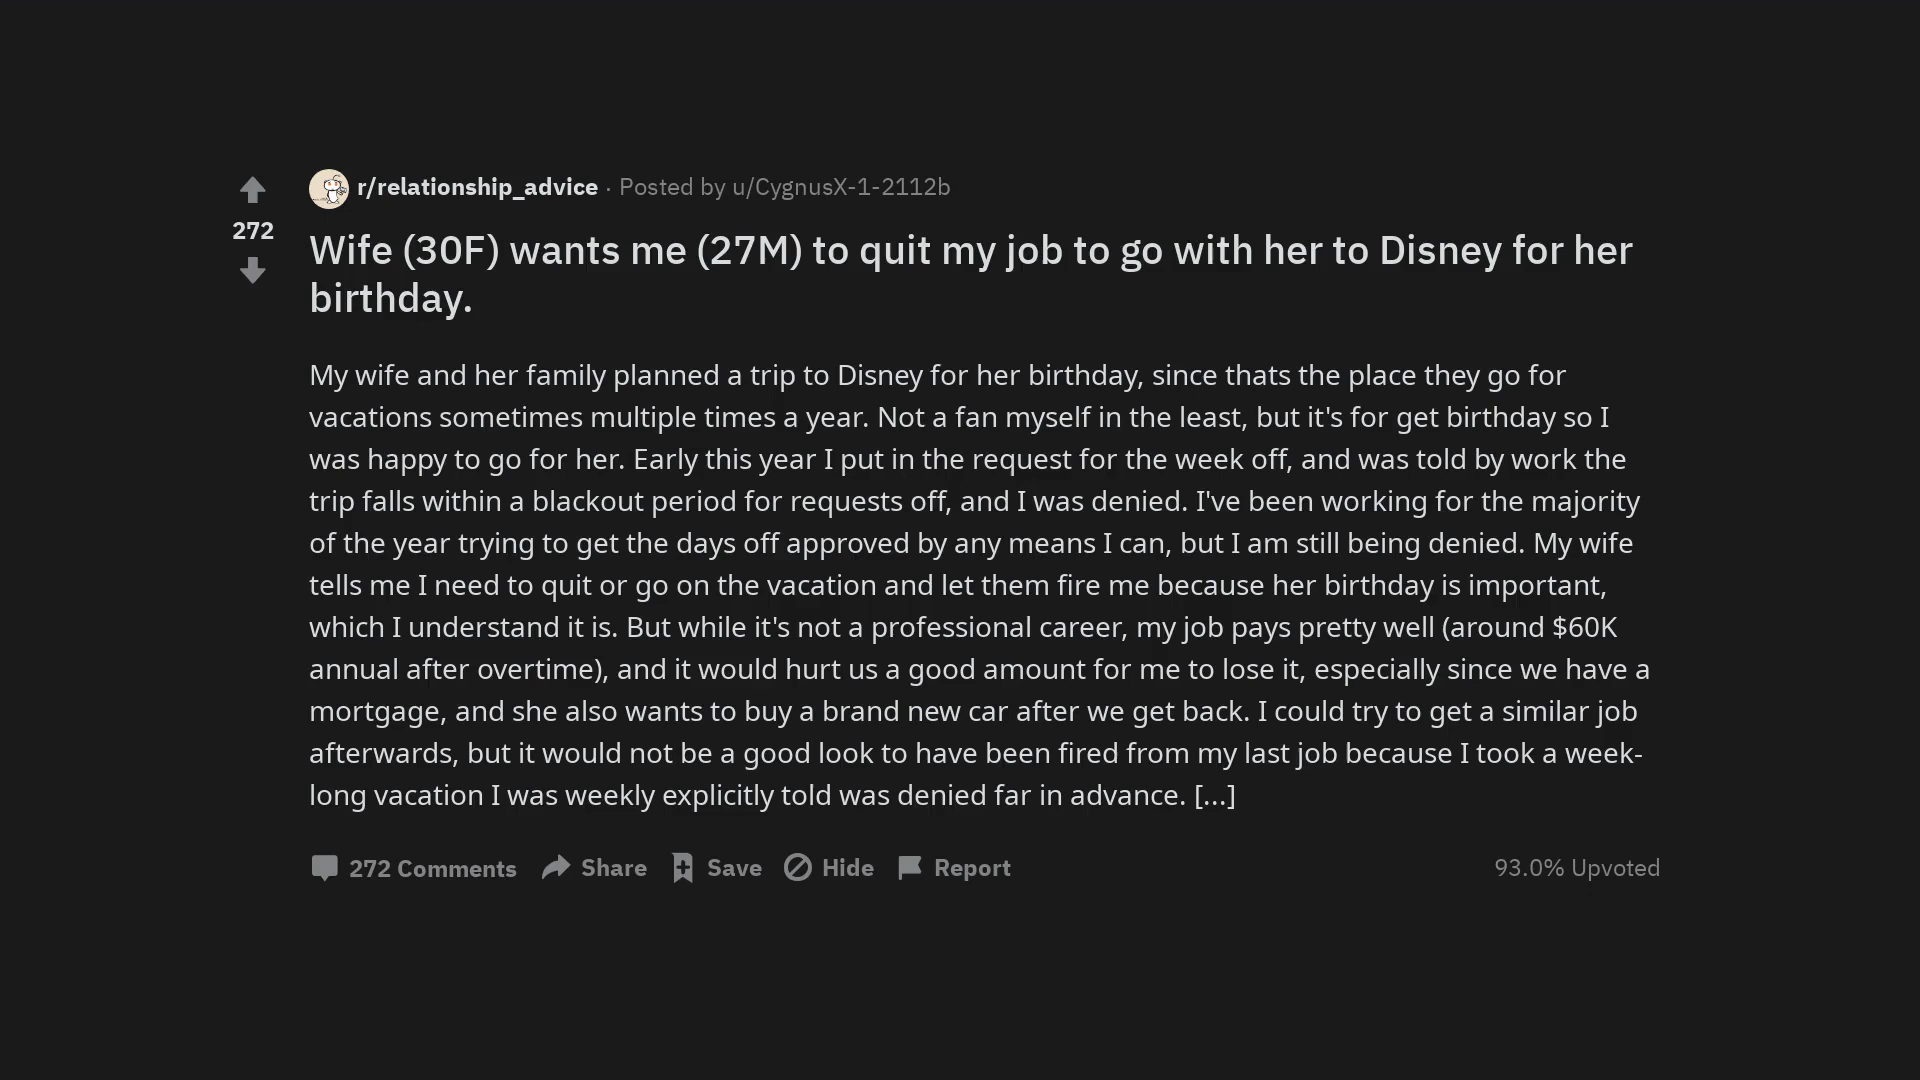 r/relationship_advice · Posted by u/CygnusX-1-2112b
272
Wife (30F) wants me (27M) to quit my job to go with her to Disney for her
birthday.
My wife and her family planned a trip to Disney for her birthday, since thats the place they go for
vacations sometimes multiple times a year. Not a fan myself in the least, but it's for get birthday so I
was happy to go for her. Early this year I put in the request for the week off, and was told by work the
trip falls within a blackout period for requests off, and I was denied. I've been working for the majority
of the year trying to get the days off approved by any means I can, but I am still being denied. My wife
tells me I need to quit or go on the vacation and let them fire me because her birthday is important,
which I understand it is. But while it's not a professional career, my job pays pretty well (around $60K
annual after overtime), and it would hurt us a good amount for me to lose it, especially since we have a
mortgage, and she also wants to buy a brand new car after we get back. I could try to get a similar job
afterwards, but it would not be a good look to have been fired from my last job because I took a week-
long vacation I was weekly explicitly told was denied far in advance. [...]
272 Comments Share Save Hide Report 93.0% Upvoted